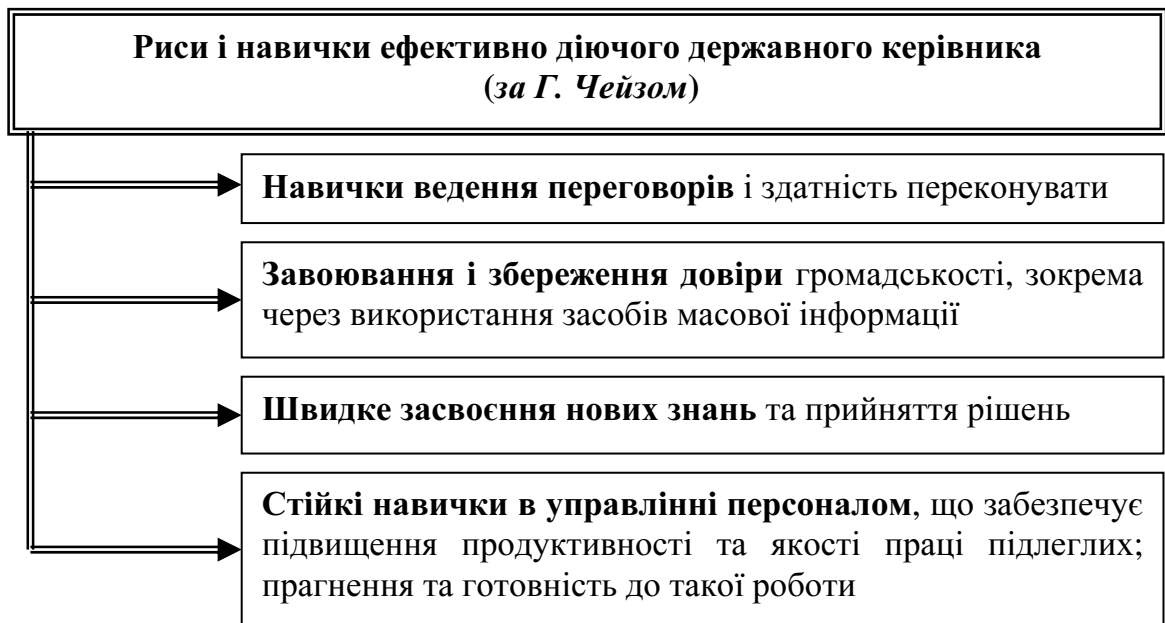 Риси і навички ефективно діючого державного керівника
(за Г. Чейзом)
Навички ведення переговорів і здатність переконувати
Завоювання і збереження довіри громадськості, зокрема
через використання засобів масової інформації
Швидке засвоєння нових знань та прийняття рішень
Стійкі навички в управлінні персоналом, що забезпечує
підвищення продуктивності та якості праці підлеглих;
прагнення та готовність до такої роботи